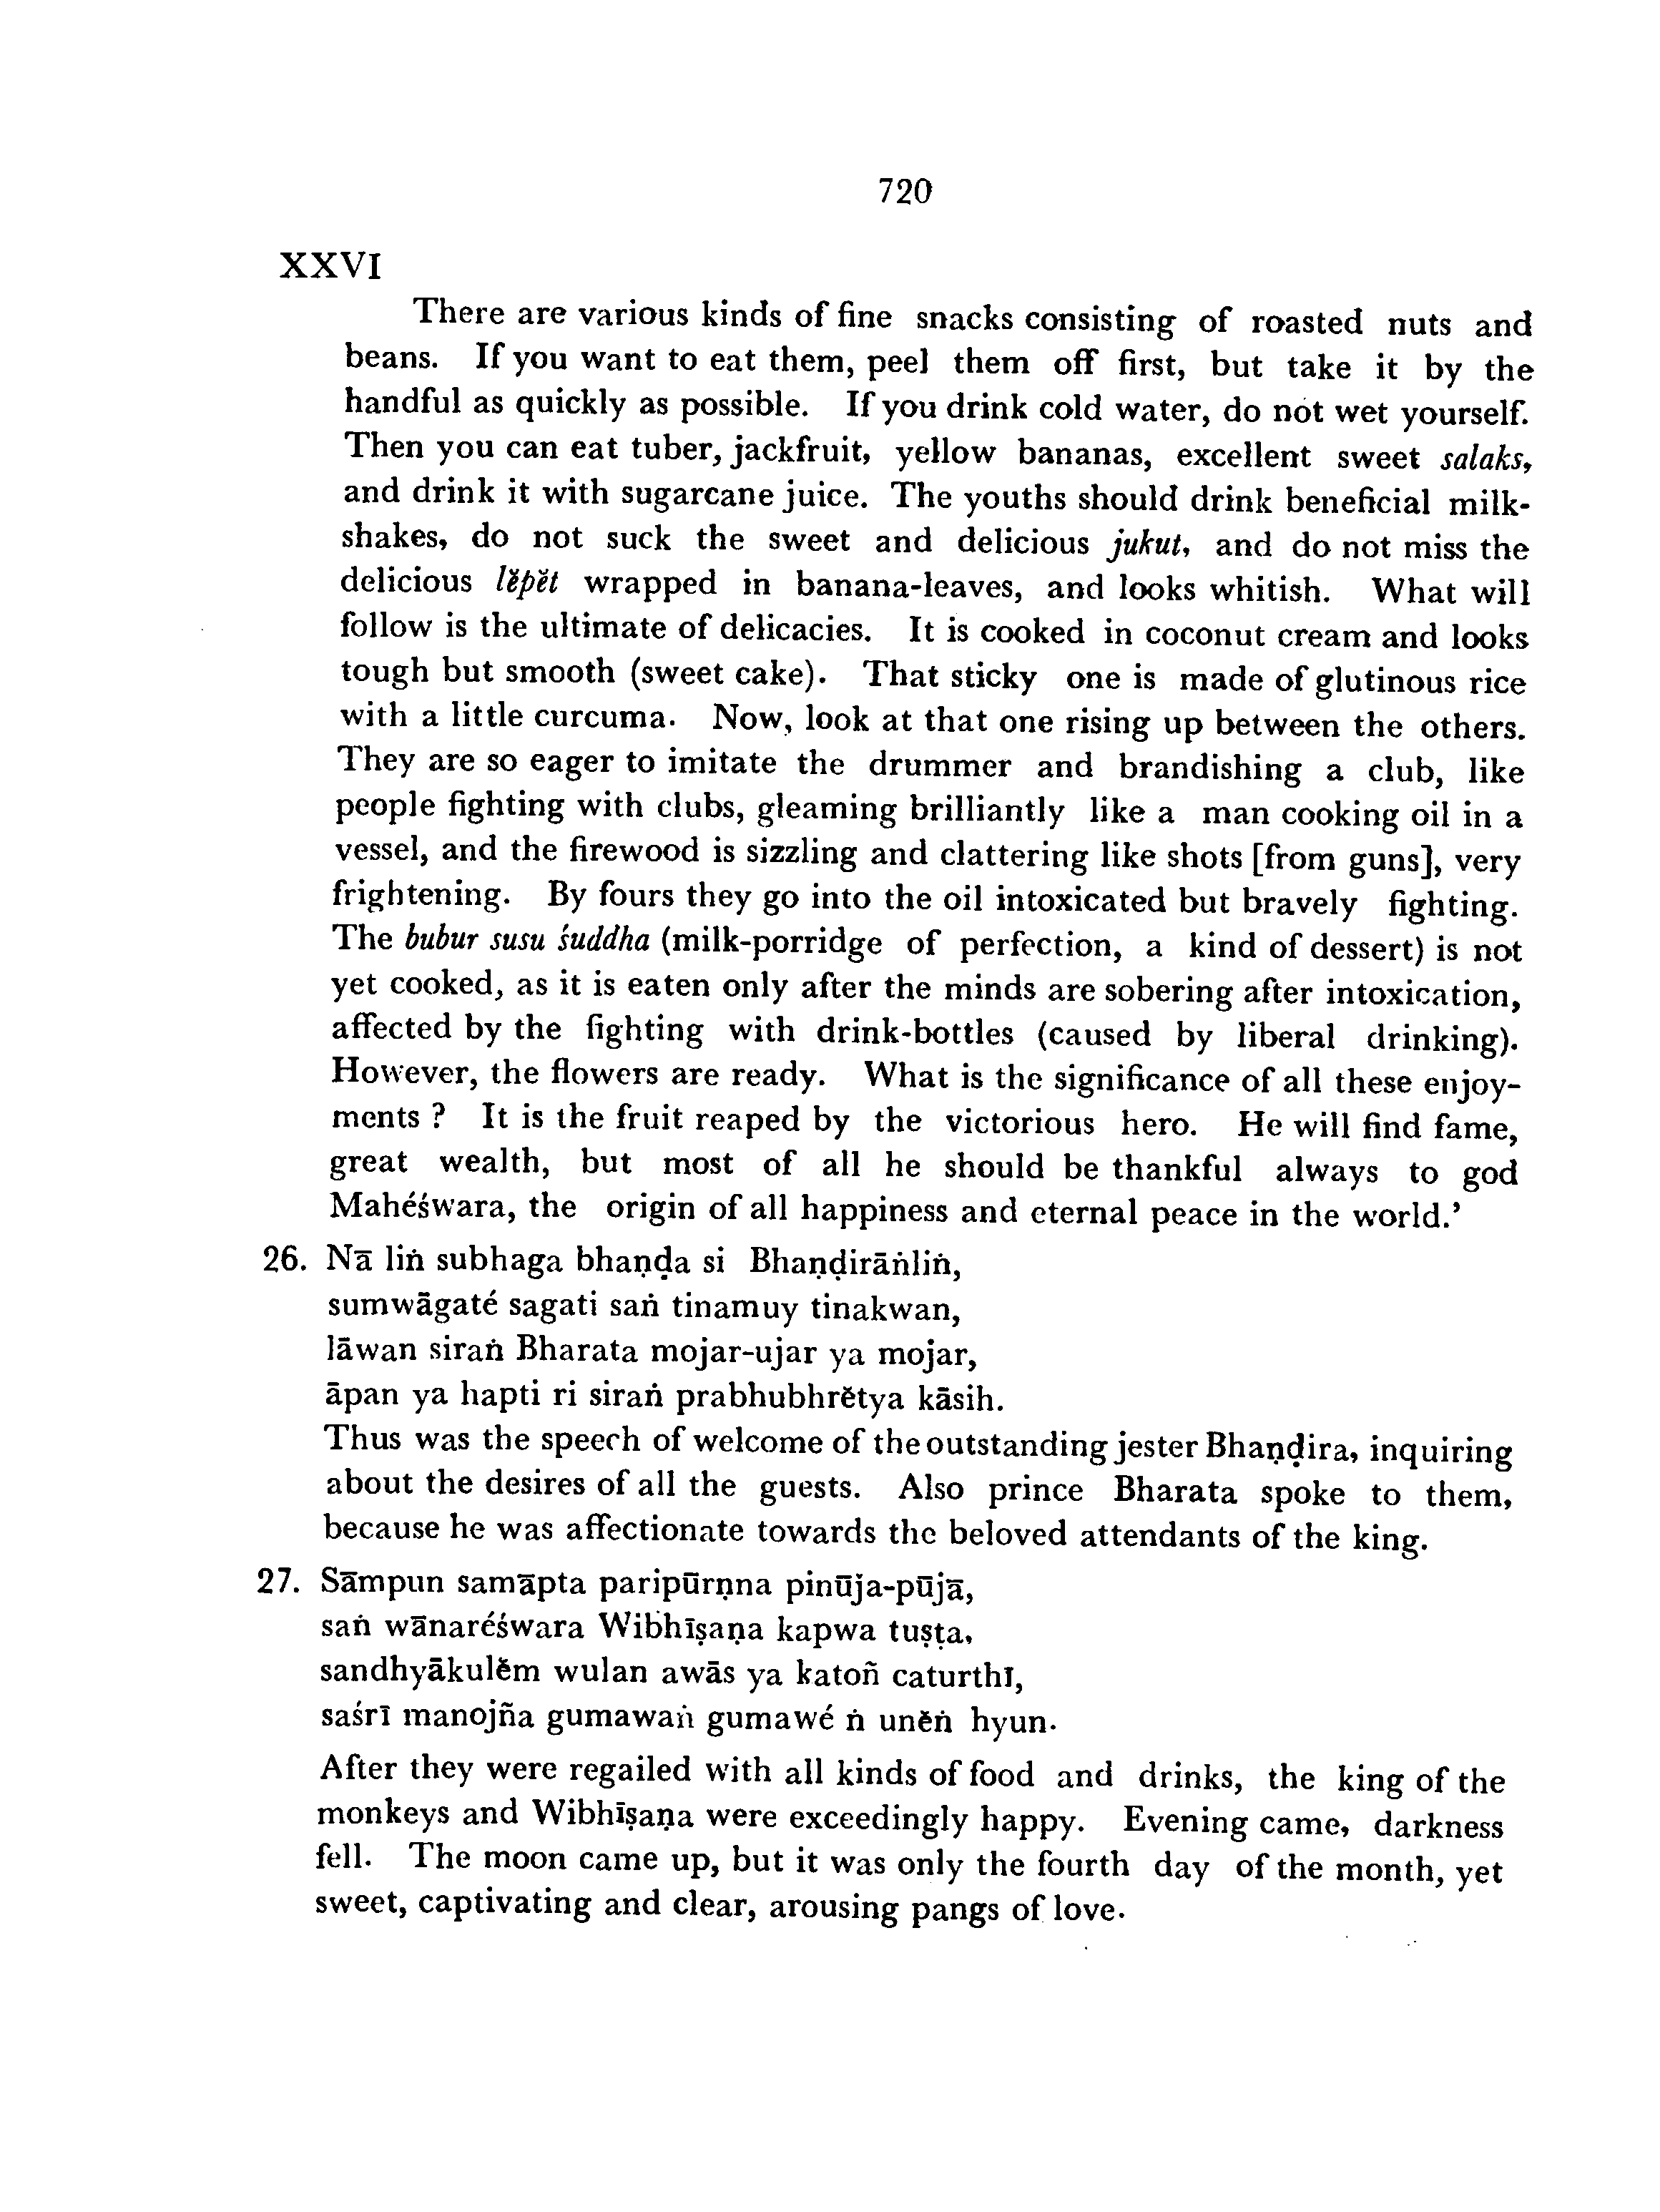 720
XXVI
There are various kinds of fine snacks consisting of roasted nuts and
beans. If you want to eat them, peel them off first, but take it by the
handful as quickly as possible. If you drink cold water, do not wet yourself.
Then you can eat tuber, jackfruit, yellow bananas, excellent sweet salaks,
and drink it with sugarcane juice. The youths should drink beneficial milk-
shakes, do not suck the sweet and delicious jukut, and do not miss the
delicious lĕpĕt wrapped in banana-leaves, and looks whitish. What will
follow is the ultimate of delicacies. It is cooked in coconut cream and looks
tough but smooth (sweet cake). That sticky one is made of glutinous rice
with a little curcuma. Now, look at that one rising up between the others.
They are so eager to imitate the drummer and brandishing a club, like
people fighting with clubs, gleaming brilliantly like a man cooking oil in a
vessel, and the firewood is sizzling and clattering like shots [from guns], very
frightening. By fours they go into the oil intoxicated but bravely fighting.
The bubur susu śuddha (milk-porridge of perfection, a kind of dessert) is not
yet cooked, as it is eaten only after the minds are sobering after intoxication,
affected by the fighting with drink-bottles (caused by liberal drinking).
However, the flowers are ready. What is the significance of all these enjoy-
ments ? It is the fruit reaped by the victorious hero. He will find fame,
great wealth, but most of all he should be thankful always to god
Mahéśwara, the origin of all happiness and eternal peace in the world.’
26. Nā liṅ subhaga bhaṇḍa si Bhaṇḍirāṅliṅ,
sumwāgaté sagati saṅ tinamuy tinakwan,
lāwan siraṅ Bharata mojar-ujar ya mojar,
āpan ya hapti ri siraṅ prabhubhrĕtya kāsih.
Thus was the speech of welcome of the outstanding jester Bhaṇḍira, inquiring
about the desires of all the guests. Also prince Bharata spoke to them,
because he was affectionate towards the beloved attendants of the king.
27. Sāmpun samāpta paripūrṇna pinūja-pūjā,
saṅ wānaréśwara Wibhīṣaṇa kapwa tuṣṭa,
sandhyākulĕm wulan awās ya katoñ caturthī,
saśrī manojña gumawaṅ gumawé ṅ unĕṅ hyun.
After they were regailed with all kinds of food and drinks, the king of the
monkeys and Wibhīṣaṇa were exceedingly happy. Evening came, darkness
fell. The moon came up, but it was only the fourth day of the month, yet
sweet, captivating and clear, arousing pangs of love.